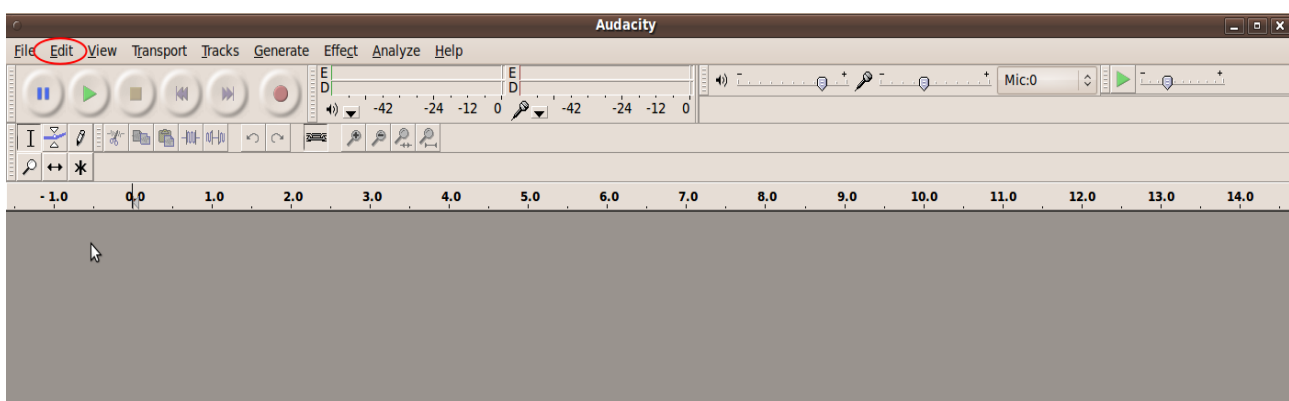 Audacity
File Edit View Transport Tracks Generate Effect Analyze Help
E E
D D
-42 -24 -12 0 -42 -24 -12 0 - + - + Mic:0 - +
- 1.0 0.0 1.0 2.0 3.0 4.0 5.0 6.0 7.0 8.0 9.0 10.0 11.0 12.0 13.0 14.0